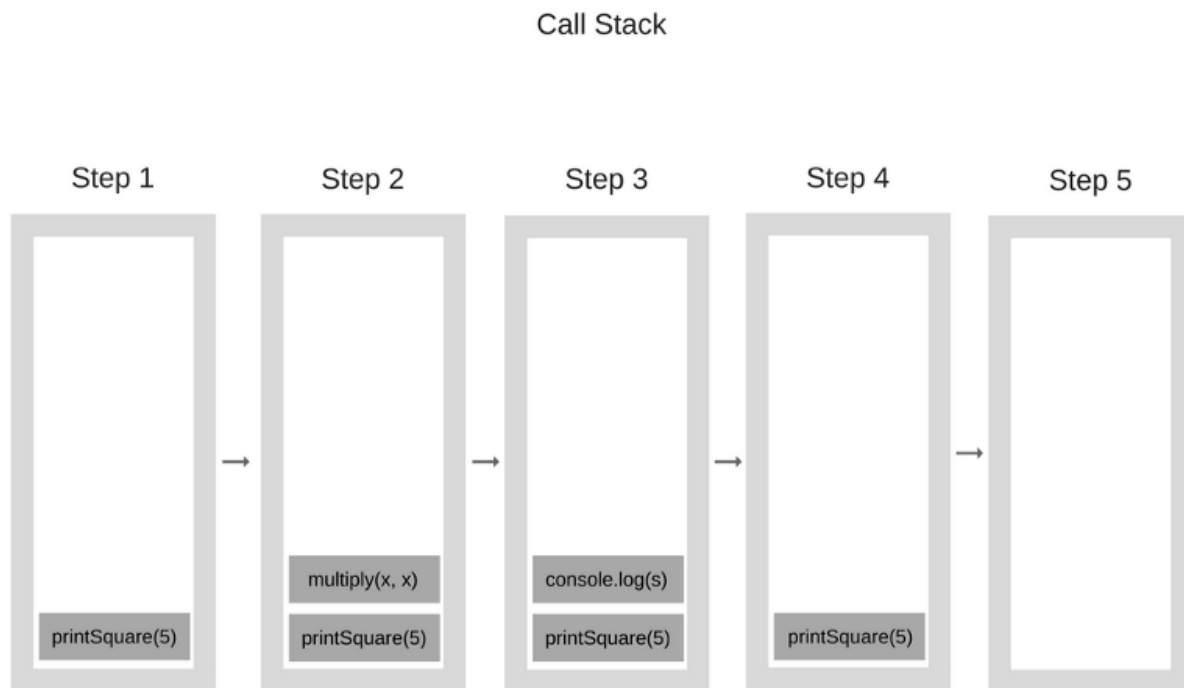 Call Stack
Step 1
Step 2
Step 3
Step 4
Step 5
printSquare(5)
multiply(x, x)
printSquare(5)
console.log(s)
printSquare(5)
printSquare(5)